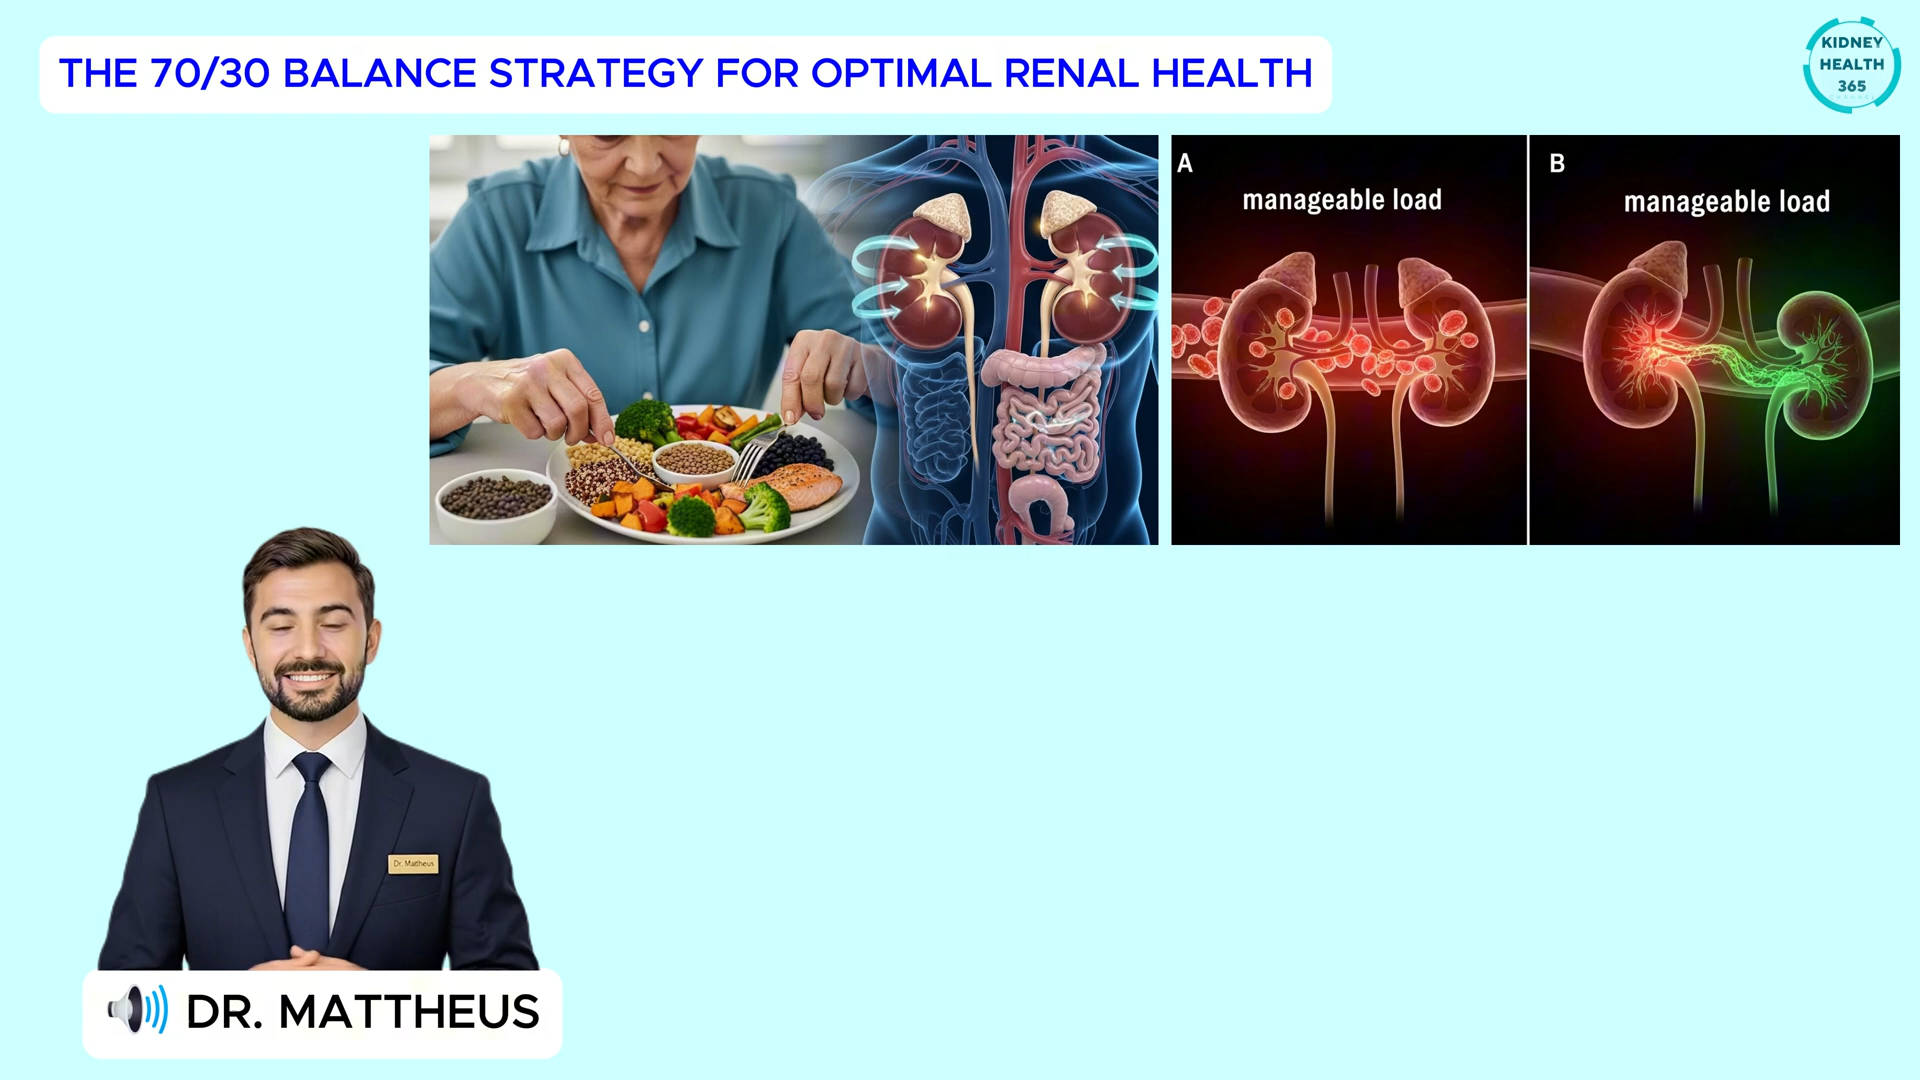 THE 70/30 BALANCE STRATEGY FOR OPTIMAL RENAL HEALTH
KIDNEY
HEALTH
365
A
manageable load
B
manageable load
Dr. Mattheus
DR. MATTHEUS